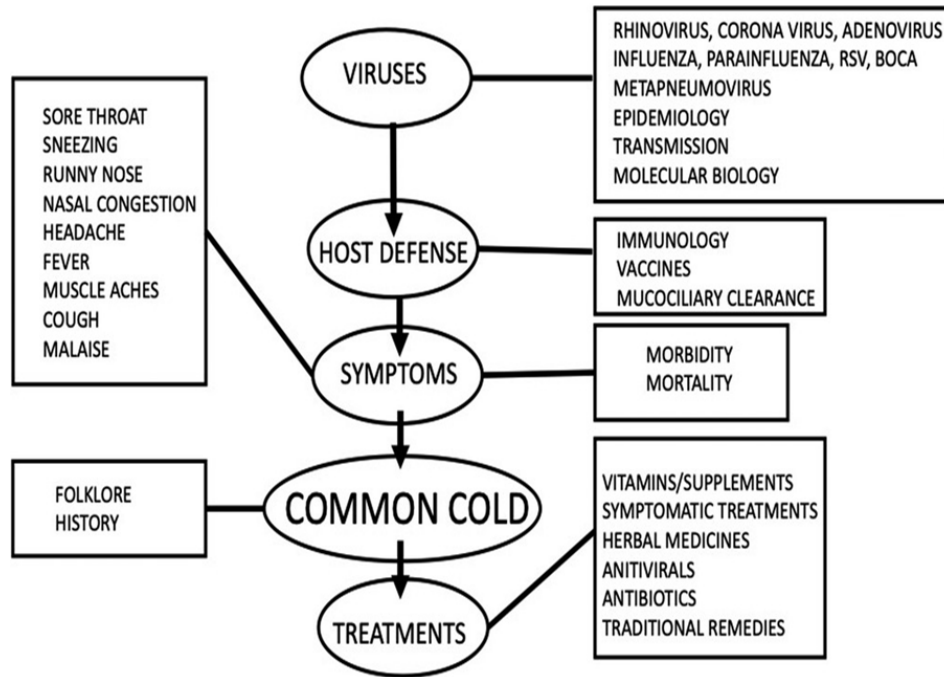 VIRUSES
RHINOVIRUS, CORONA VIRUS, ADENOVIRUS
INFLUENZA, PARAINFLUENZA, RSV, BOCA
METAPNEUMOVIRUS
EPIDEMIOLOGY
TRANSMISSION
MOLECULAR BIOLOGY
SORE THROAT
SNEEZING
RUNNY NOSE
NASAL CONGESTION
HEADACHE
FEVER
MUSCLE ACHES
COUGH
MALAISE
HOST DEFENSE
IMMUNOLOGY
VACCINES
MUCOCILIARY CLEARANCE
SYMPTOMS
MORBIDITY
MORTALITY
FOLKLORE
HISTORY
COMMON COLD
VITAMINS/SUPPLEMENTS
SYMPTOMATIC TREATMENTS
HERBAL MEDICINES
ANITIVIRALS
ANTIBIOTICS
TRADITIONAL REMEDIES
TREATMENTS